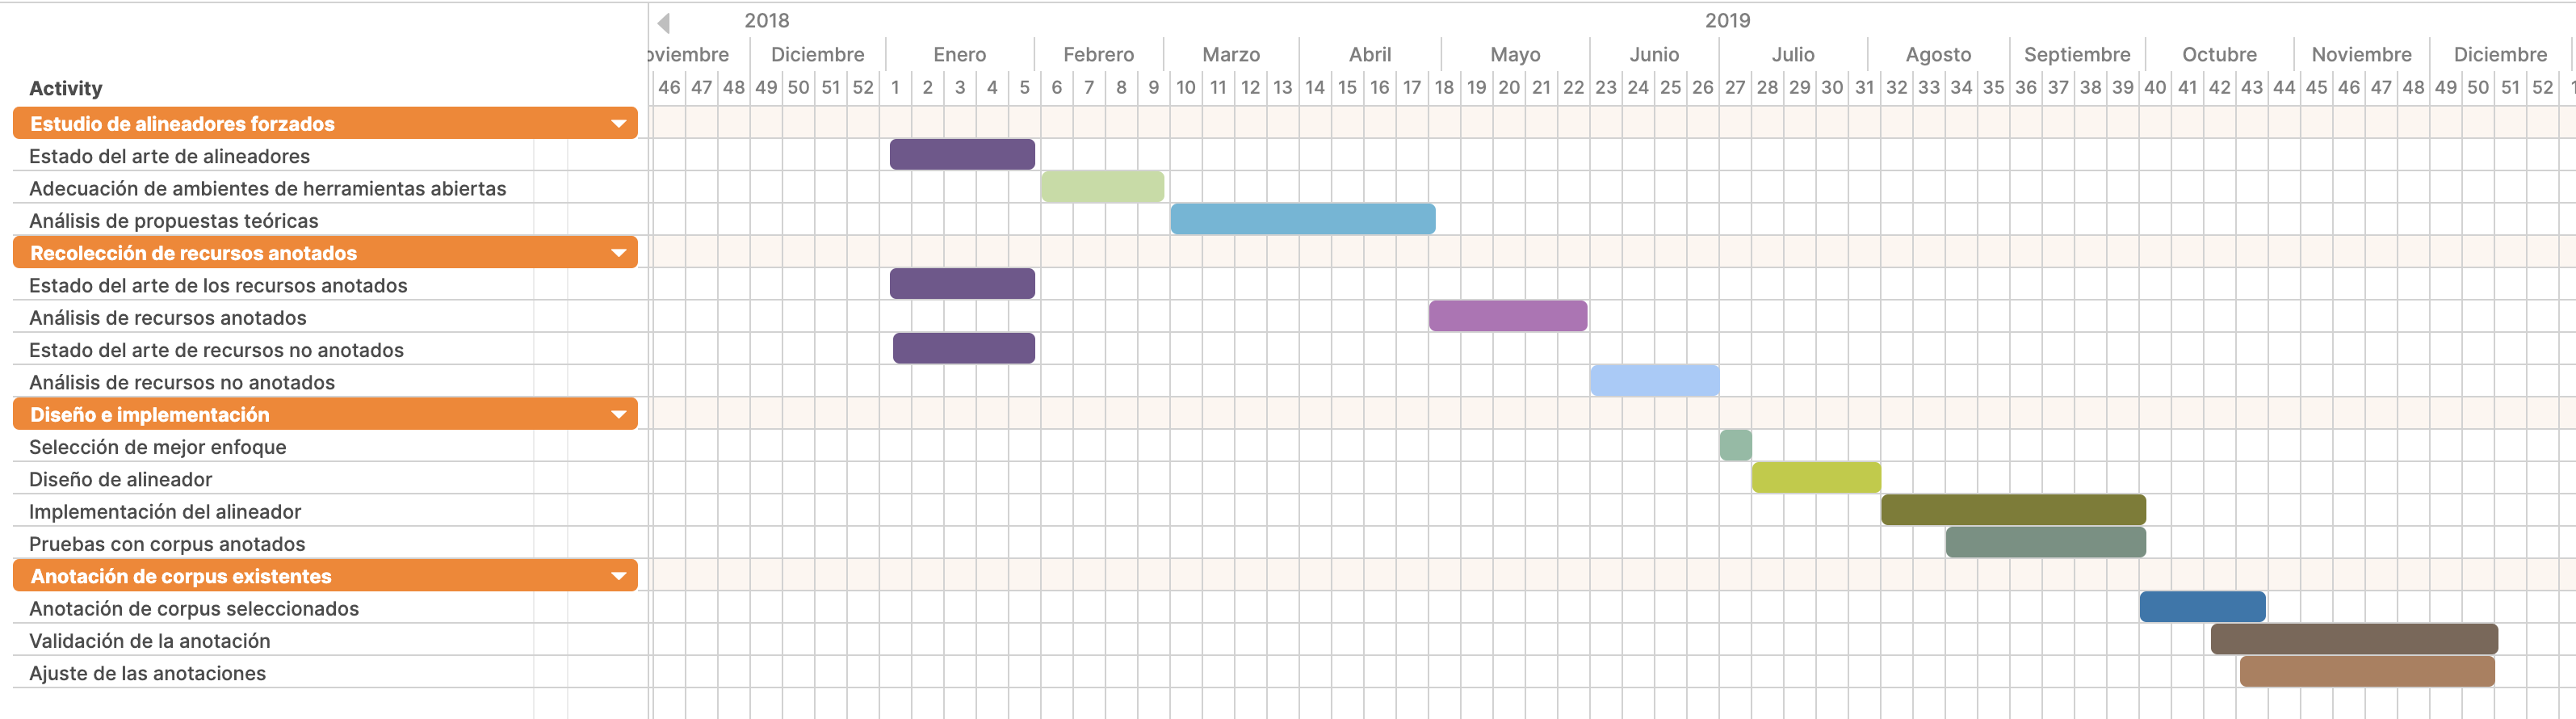 2018 2019
oviembre Diciembre Enero Febrero Marzo Abril Mayo Junio Julio Agosto Septiembre Octubre Noviembre Diciembre
Activity 46 47 48 49 50 51 52 1 2 3 4 5 6 7 8 9 10 11 12 13 14 15 16 17 18 19 20 21 22 23 24 25 26 27 28 29 30 31 32 33 34 35 36 37 38 39 40 41 42 43 44 45 46 47 48 49 50 51 52 1
Estudio de alineadores forzados
Estado del arte de alineadores
Adecuación de ambientes de herramientas abiertas
Análisis de propuestas teóricas
Recolección de recursos anotados
Estado del arte de los recursos anotados
Análisis de recursos anotados
Estado del arte de recursos no anotados
Análisis de recursos no anotados
Diseño e implementación
Selección de mejor enfoque
Diseño de alineador
Implementación del alineador
Pruebas con corpus anotados
Anotación de corpus existentes
Anotación de corpus seleccionados
Validación de la anotación
Ajuste de las anotaciones